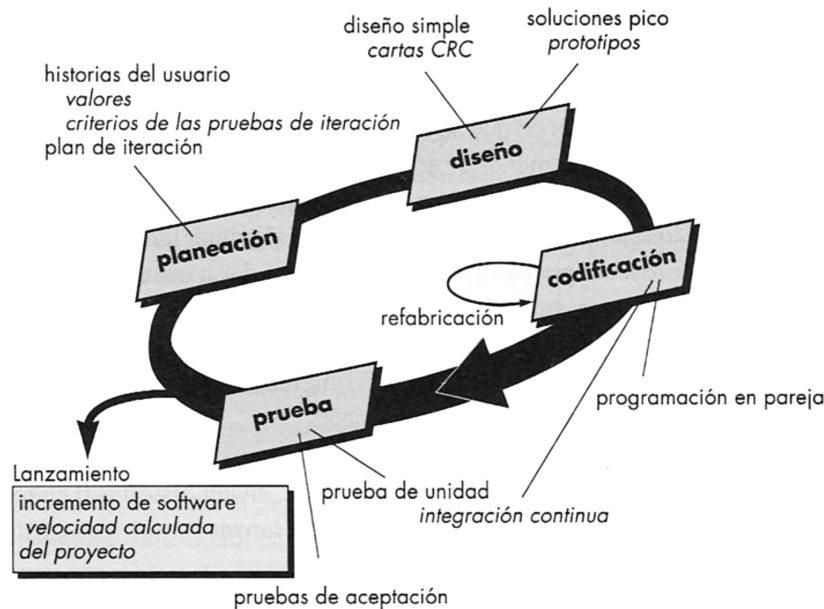 diseño simple
cartas CRC
soluciones pico
prototipos
historias del usuario
valores
criterios de las pruebas de iteración
plan de iteración
diseño
planeación
codificación
refabricación
programación en pareja
prueba
Lanzamiento
incremento de software
velocidad calculada
del proyecto
prueba de unidad
integración continua
pruebas de aceptación